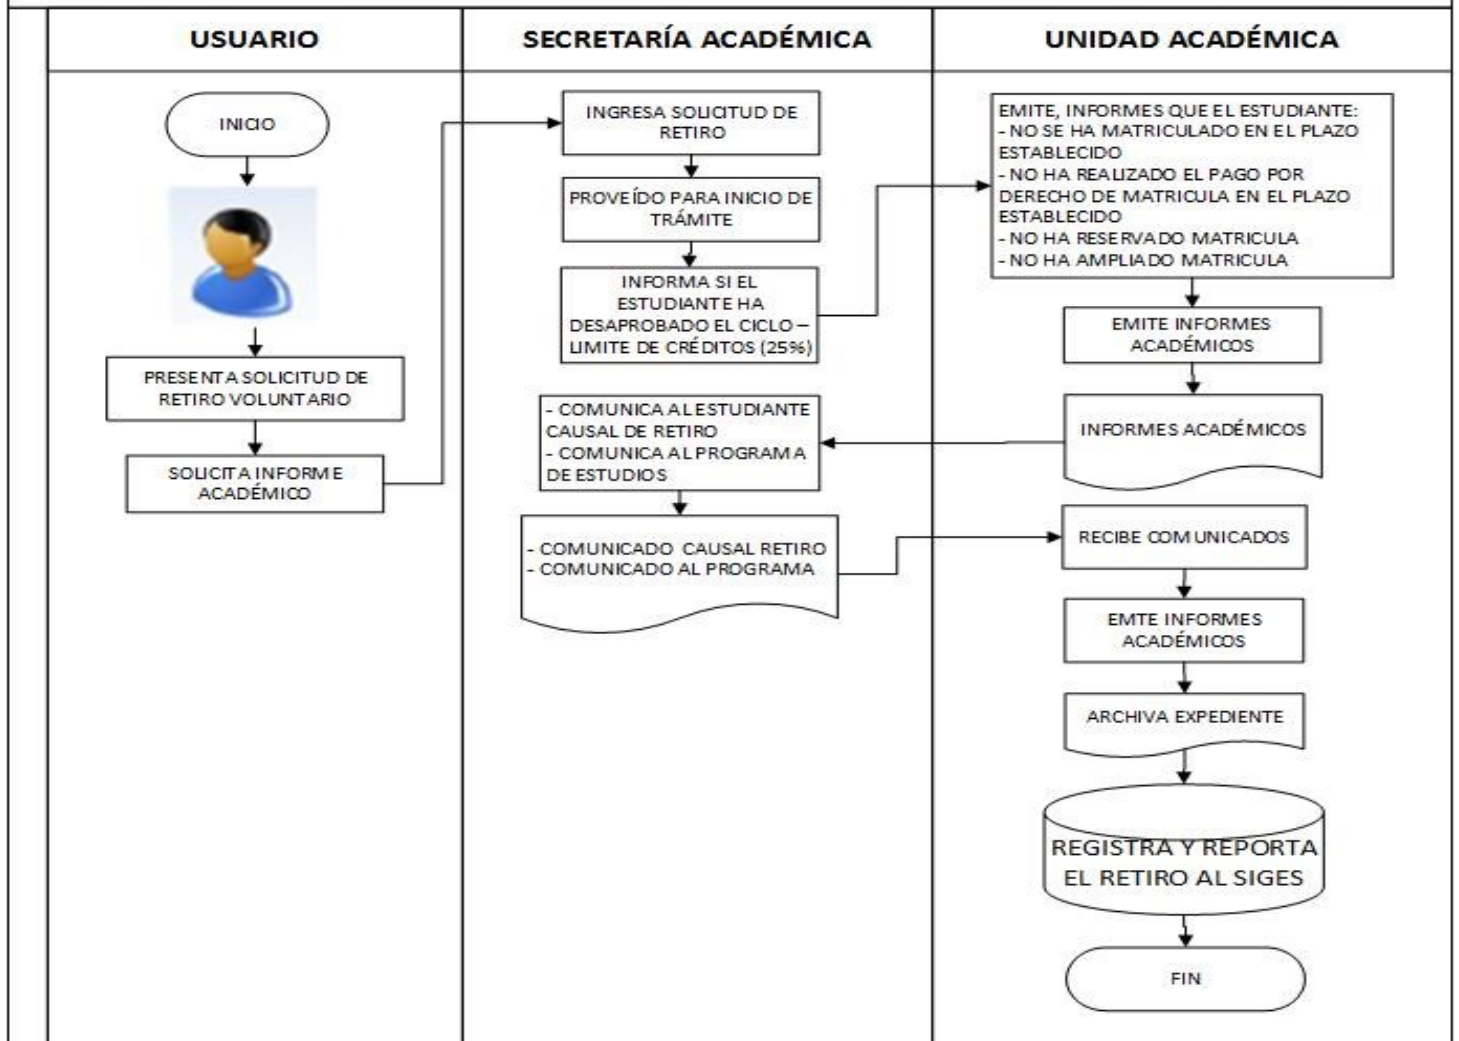 USUARIO
SECRETARÍA ACADÉMICA
UNIDAD ACADÉMICA
INICIO
PRESENTA SOLICITUD DE
RETIRO VOLUNTARIO
SOLICITA INFORME
ACADÉMICO
INGRESA SOLICITUD DE
RETIRO
PROVEÍDO PARA INICIO DE
TRÁMITE
INFORMA SI EL
ESTUDIANTE HA
DESAPROBADO EL CICLO –
LIMITE DE CRÉDITOS (25%)
EMITE, INFORMES QUE EL ESTUDIANTE:
- NO SE HA MATRICULADO EN EL PLAZO
ESTABLECIDO
- NO HA REALIZADO EL PAGO POR
DERECHO DE MATRICULA EN EL PLAZO
ESTABLECIDO
- NO HA RESERVADO MATRICULA
- NO HA AMPLIADO MATRICULA
EMITE INFORMES
ACADÉMICOS
INFORMES ACADÉMICOS
- COMUNICA AL ESTUDIANTE
CAUSAL DE RETIRO
- COMUNICA AL PROGRAMA
DE ESTUDIOS
- COMUNICADO CAUSAL RETIRO
- COMUNICADO AL PROGRAMA
RECIBE COMUNICADOS
EMTE INFORMES
ACADÉMICOS
ARCHIVA EXPEDIENTE
REGISTRA Y REPORTA
EL RETIRO AL SIGES
FIN